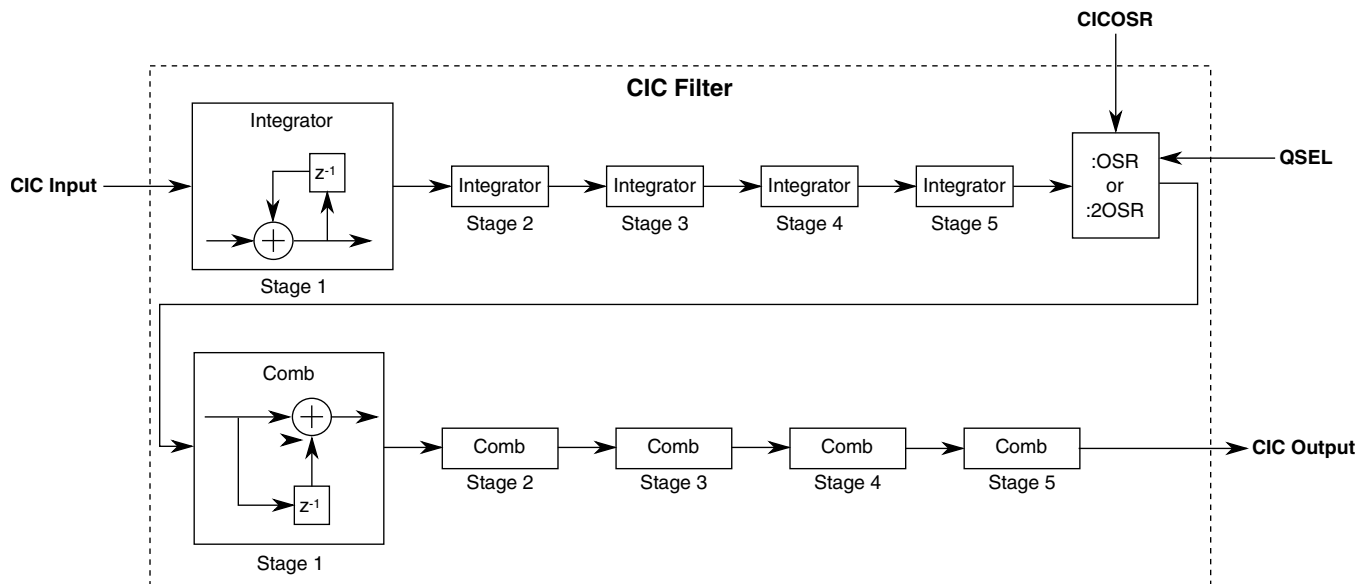 CICOSR
CIC Filter
Integrator
z-1
CIC Input
Stage 1
Integrator
Stage 2
Integrator
Stage 3
Integrator
Stage 4
Integrator
Stage 5
:OSR
or
:2OSR
QSEL
Comb
z-1
Stage 1
Comb
Stage 2
Comb
Stage 3
Comb
Stage 4
Comb
Stage 5
CIC Output